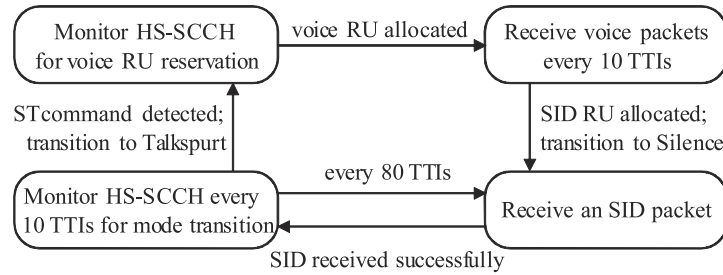 Monitor HS-SCCH
for voice RU reservation
voice RU allocated
Receive voice packets
every 10 TTIs
STcommand detected;
transition to Talkspurt
SID RU allocated;
transition to Silence
Monitor HS-SCCH every
10 TTIs for mode transition
every 80 TTIs
Receive an SID packet
SID received successfully